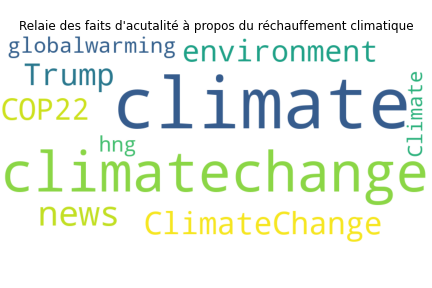 Relaie des faits d'acutalité à propos du réchauffement climatique
globalwarming environment
Trump climate Climate
COP22
hng
climatechange
news ClimateChange